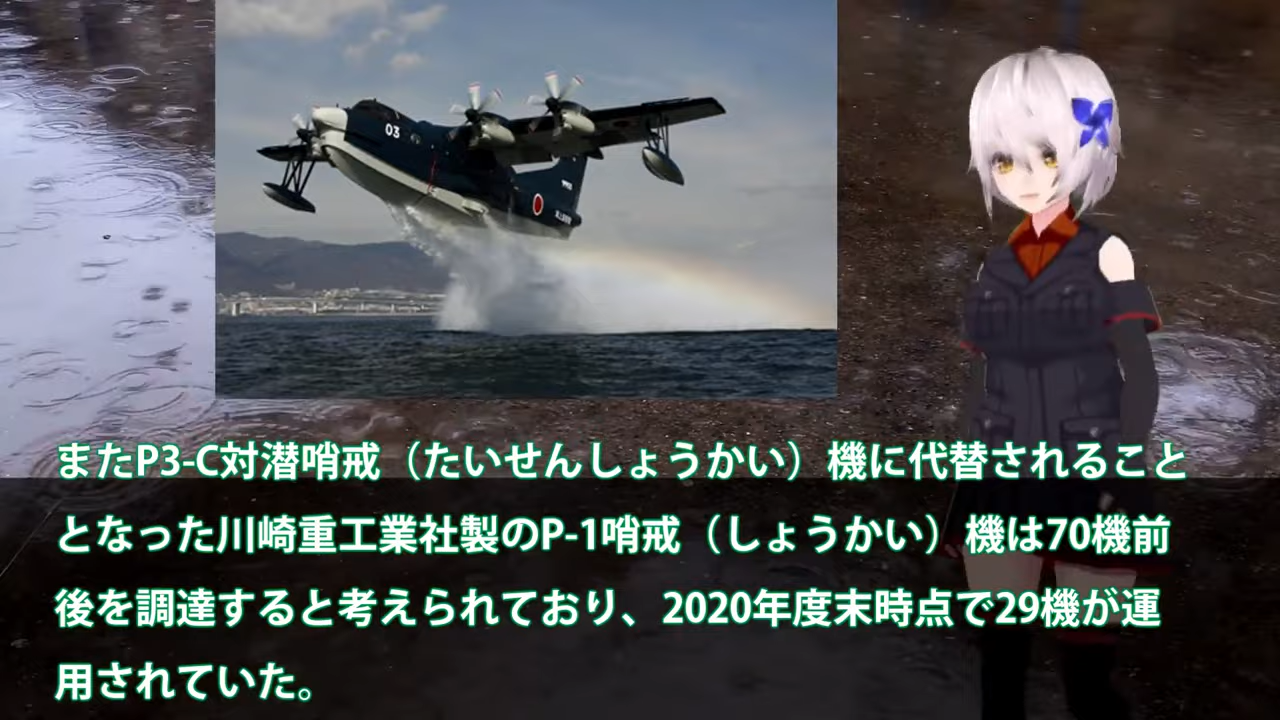 03
またP3-C対潜哨戒（たいせんしょうかい）機に代替されること
となった川崎重工業社製のP-1哨戒（しょうかい）機は70機前
後を調達すると考えられており、2020年度末時点で29機が運
用されていた。